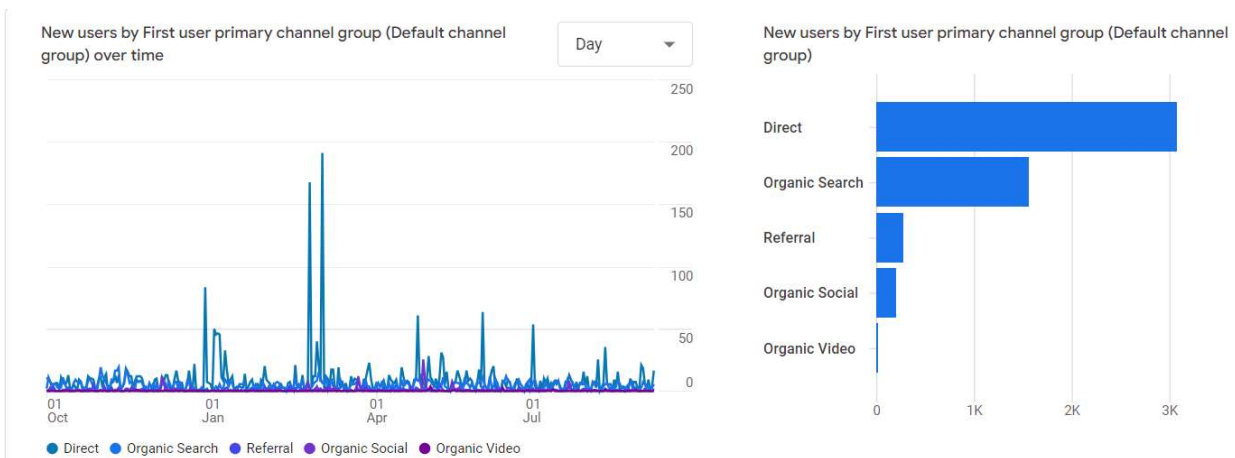 New users by First user primary channel group (Default channel
group) over time
Day
250
200
150
100
50
0
01
Oct
01
Jan
01
Apr
01
Jul
Direct
Organic Search
Referral
Organic Social
Organic Video
New users by First user primary channel group (Default channel
group)
Direct
Organic Search
Referral
Organic Social
Organic Video
0
1K
2K
3K